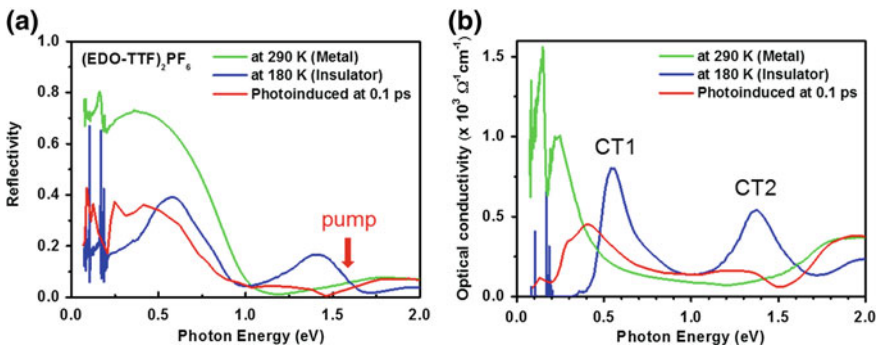 (a)
(EDO-TTF)₂PF₆
at 290 K (Metal)
at 180 K (Insulator)
Photoinduced at 0.1 ps
pump
Reflectivity
1.0
0.8
0.6
0.4
0.2
0.0
0.0 0.5 1.0 1.5 2.0
Photon Energy (eV)
(b)
at 290 K (Metal)
at 180 K (Insulator)
Photoinduced at 0.1 ps
CT1
CT2
Optical conductivity (x 10³ Ω⁻¹ cm⁻¹)
1.5
1.0
0.5
0.0
0.0 0.5 1.0 1.5 2.0
Photon Energy (eV)